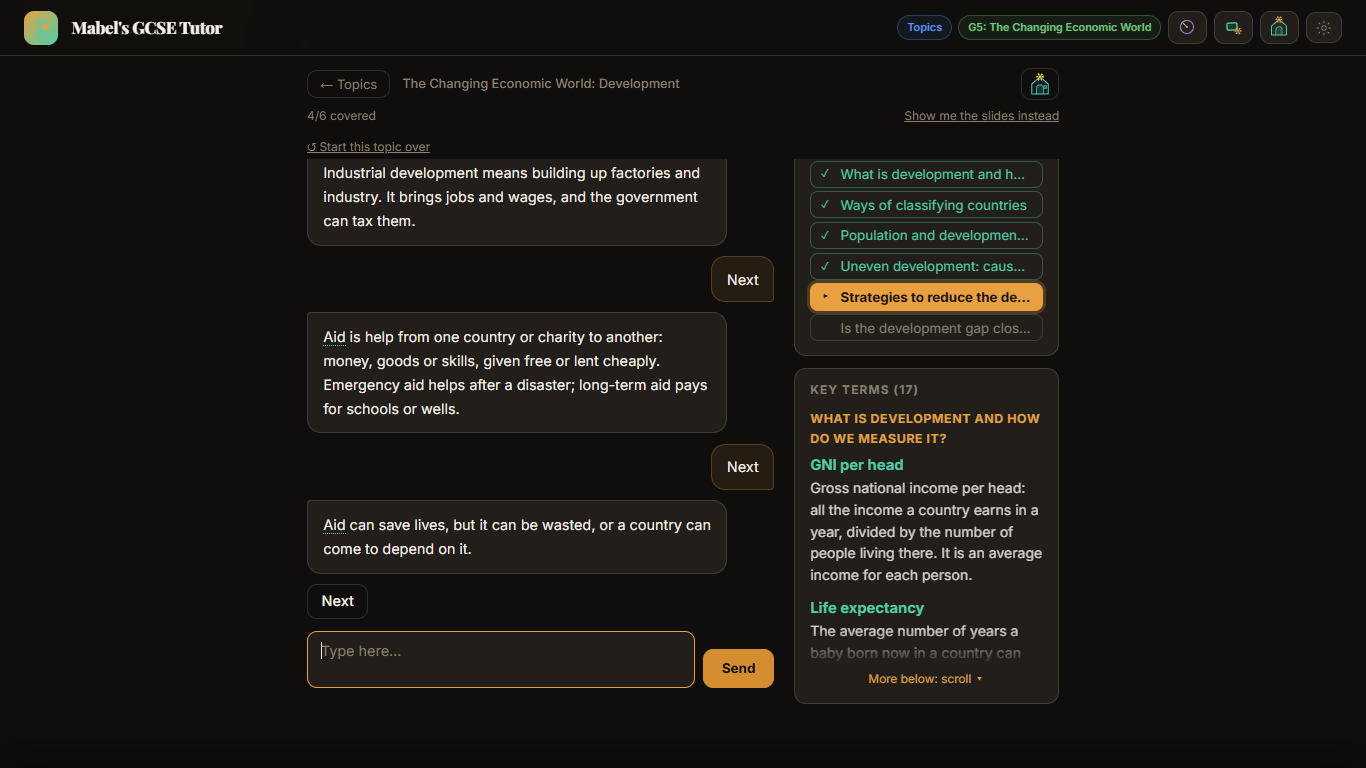 Mabel's GCSE Tutor
Topics
G5: The Changing Economic World
← Topics
The Changing Economic World: Development
4/6 covered
Show me the slides instead
↺ Start this topic over
Industrial development means building up factories and
industry. It brings jobs and wages, and the government
can tax them.
Next
Aid is help from one country or charity to another:
money, goods or skills, given free or lent cheaply.
Emergency aid helps after a disaster; long-term aid pays
for schools or wells.
Next
Aid can save lives, but it can be wasted, or a country can
come to depend on it.
Next
Type here...
Send
✓ What is development and h...
✓ Ways of classifying countries
✓ Population and developmen...
✓ Uneven development: caus...
▸ Strategies to reduce the de...
Is the development gap clos...
KEY TERMS (17)
WHAT IS DEVELOPMENT AND HOW
DO WE MEASURE IT?
GNI per head
Gross national income per head:
all the income a country earns in a
year, divided by the number of
people living there. It is an average
income for each person.
Life expectancy
The average number of years a
baby born now in a country can
More below: scroll ▾